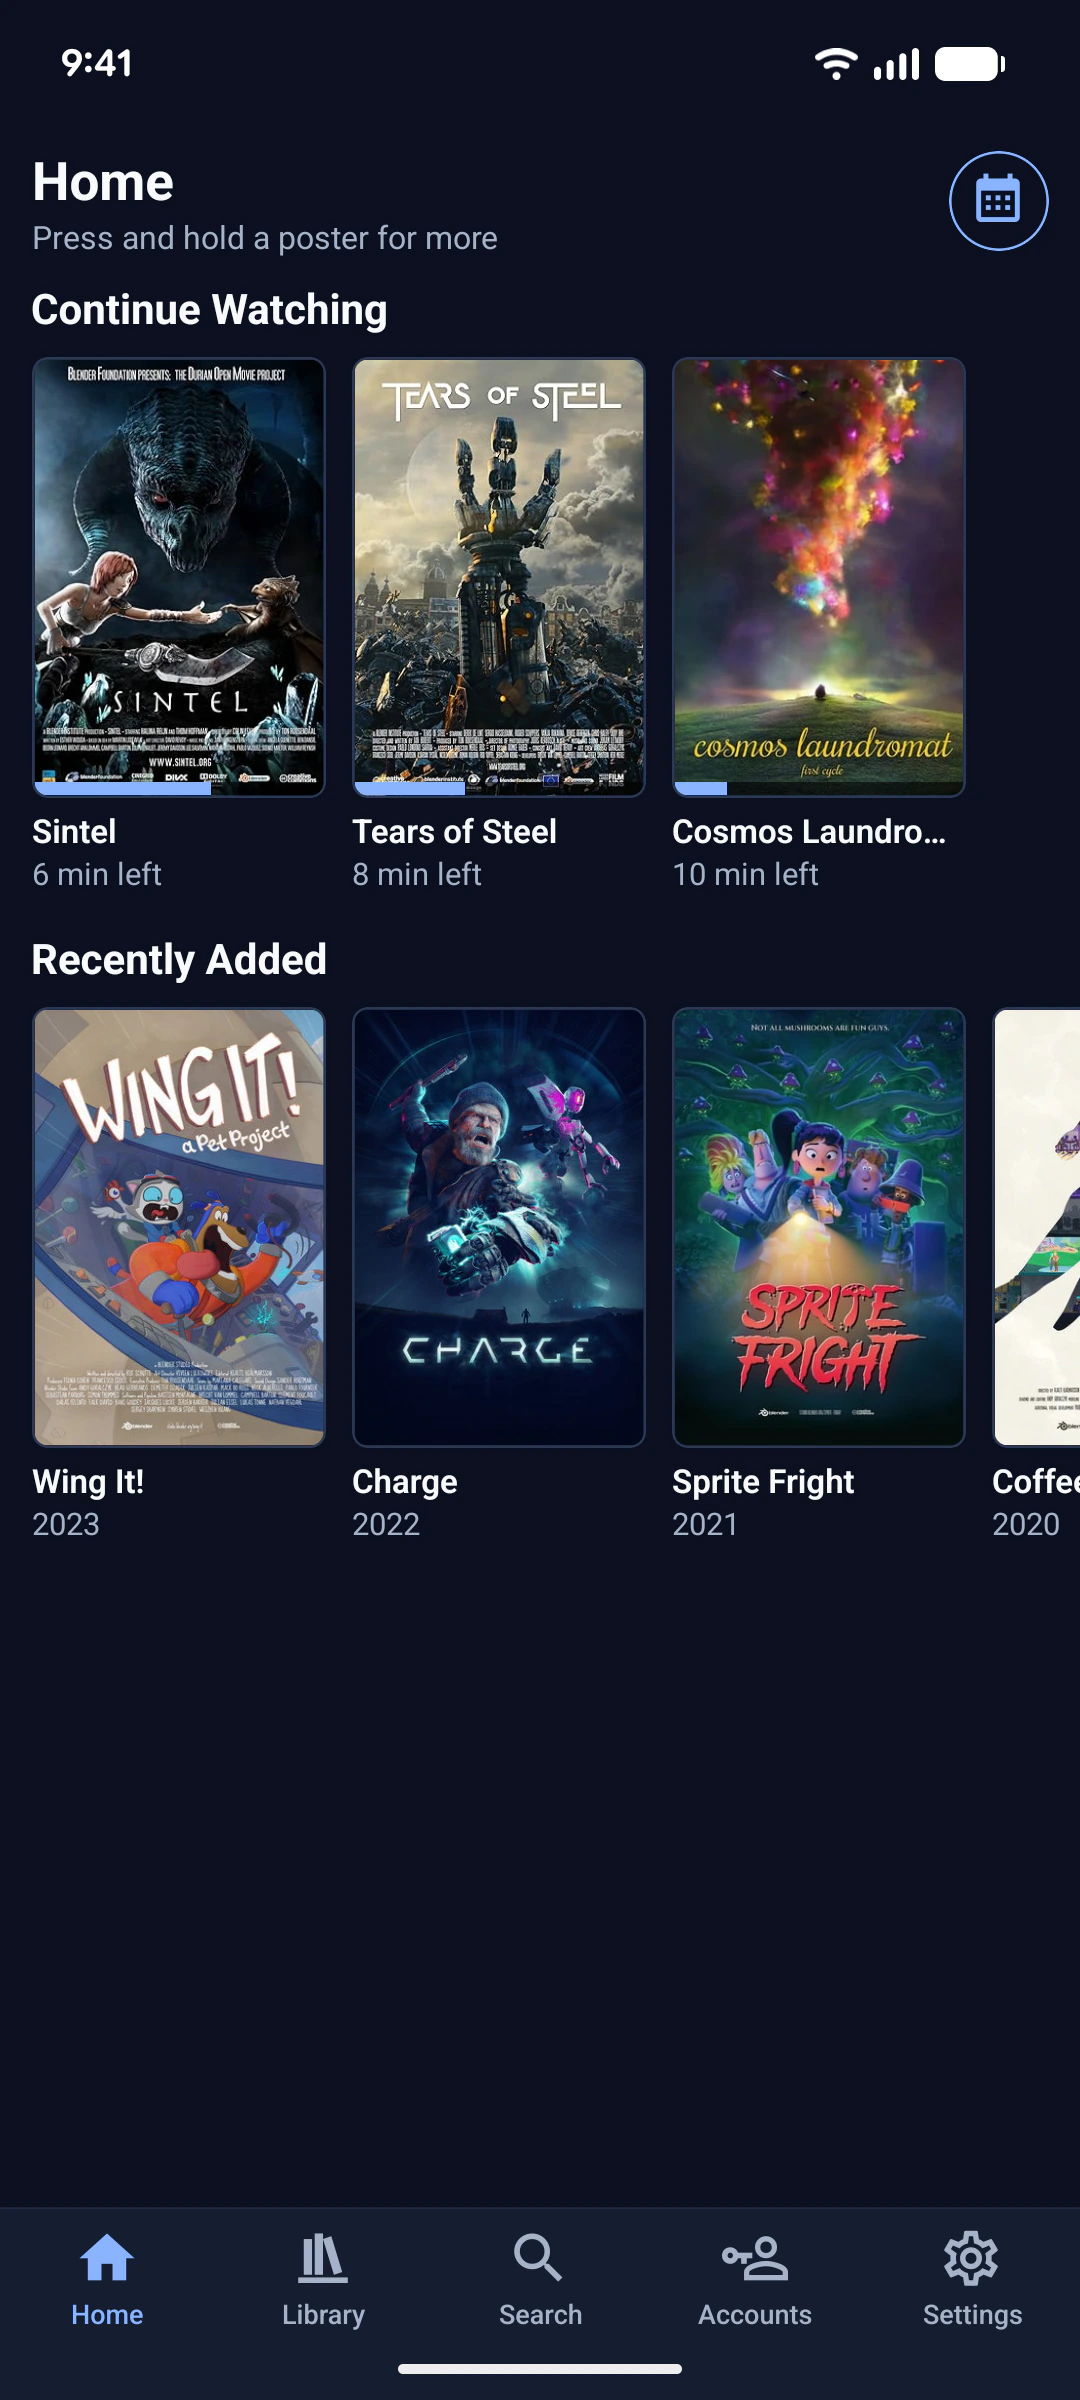 9:41
Home
Press and hold a poster for more
Continue Watching
BLENDER FOUNDATION PRESENTS: THE DURIAN OPEN MOVIE PROJECT
SINTEL
WWW.SINTEL.ORG
TEARS OF STEEL
cosmos laundromat
first cycle
Sintel
6 min left
Tears of Steel
8 min left
Cosmos Laundro...
10 min left
Recently Added
WING IT!
a Pet Project
CHARGE
NOT ALL MUSHROOMS ARE FUN GUYS.
SPRITE
FRIGHT
Wing It!
2023
Charge
2022
Sprite Fright
2021
Coffee
2020
Home
Library
Search
Accounts
Settings